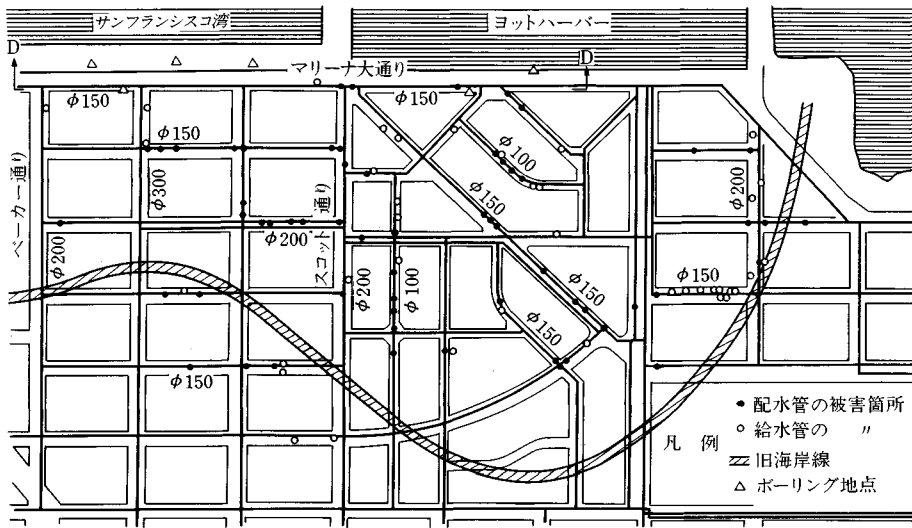 サンフランシスコ湾
ヨットハーバー
D
D
マリーナ大通り
φ150
φ150
φ150
φ100
φ200
ベーカー通り
φ300
φ150
スコット通り
φ200
φ200
φ200
φ100
φ150
φ150
φ150
φ150
凡例
配水管の被害箇所
給水管の 〃
旧海岸線
ボーリング地点